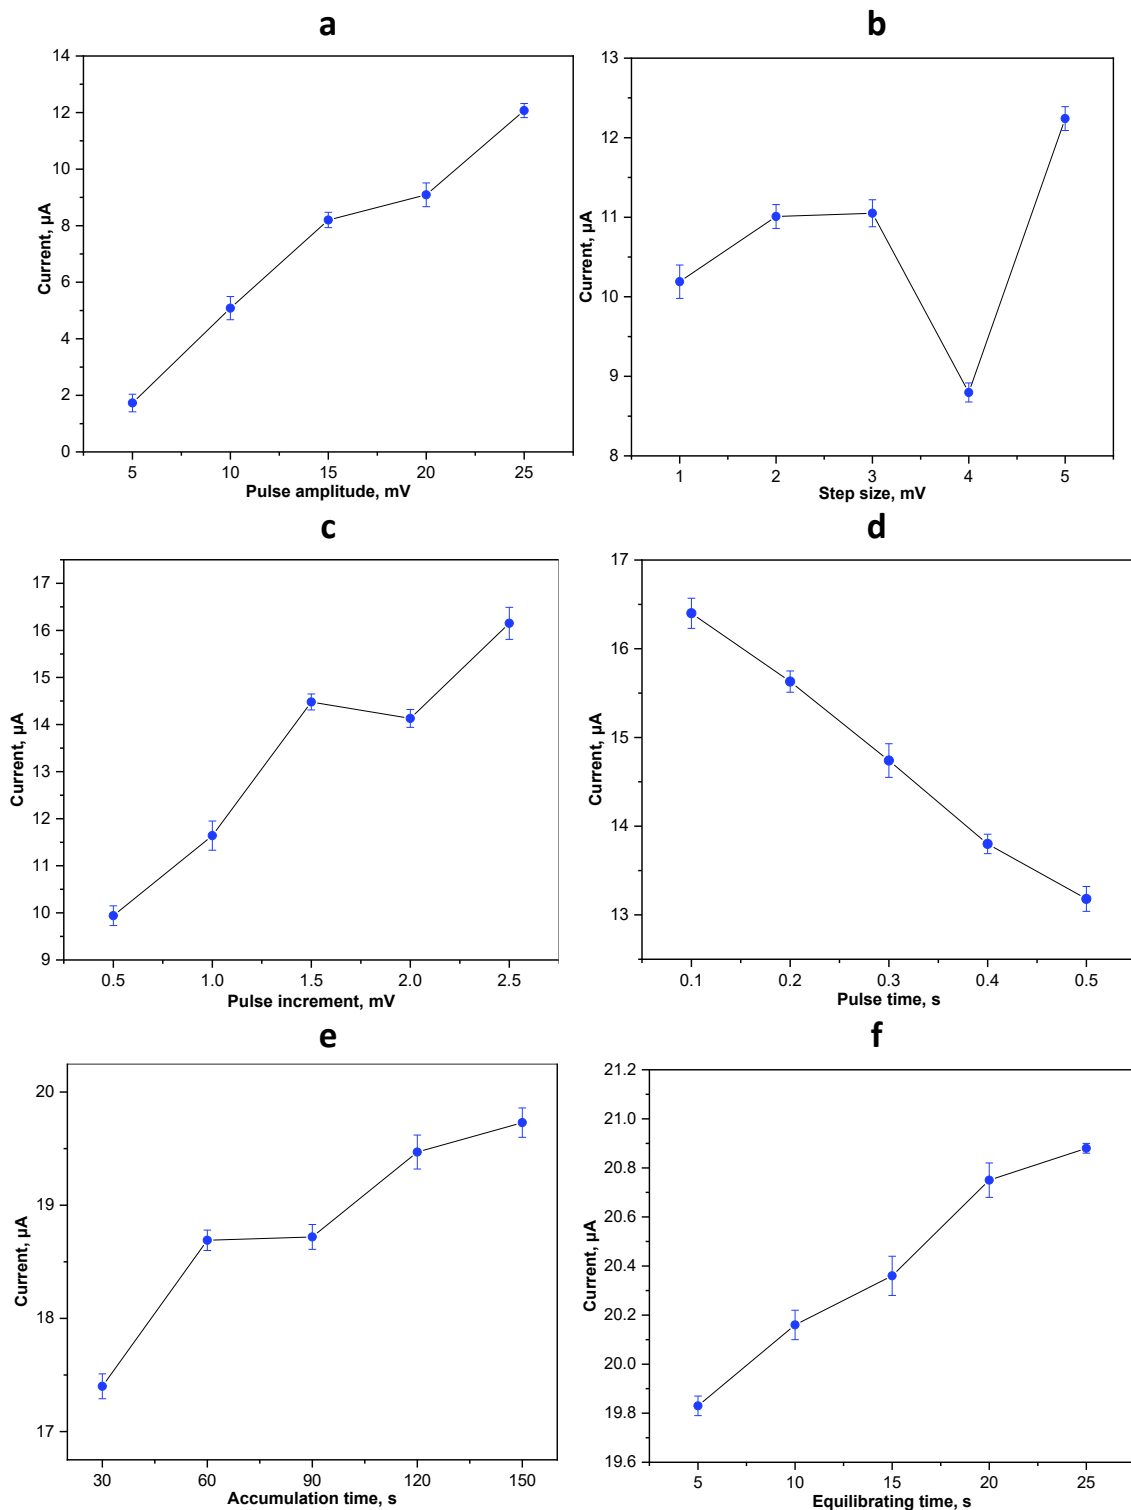 a
14
12
10
8
6
4
2
0
Current, µA
5 10 15 20 25
Pulse amplitude, mV
b
13
12
11
10
9
8
Current, µA
1 2 3 4 5
Step size, mV
c
17
16
15
14
13
12
11
10
9
Current, µA
0.5 1.0 1.5 2.0 2.5
Pulse increment, mV
d
17
16
15
14
13
Current, µA
0.1 0.2 0.3 0.4 0.5
Pulse time, s
e
20
19
18
17
Current, µA
30 60 90 120 150
Accumulation time, s
f
21.2
21.0
20.8
20.6
20.4
20.2
20.0
19.8
19.6
Current, µA
5 10 15 20 25
Equilibrating time, s